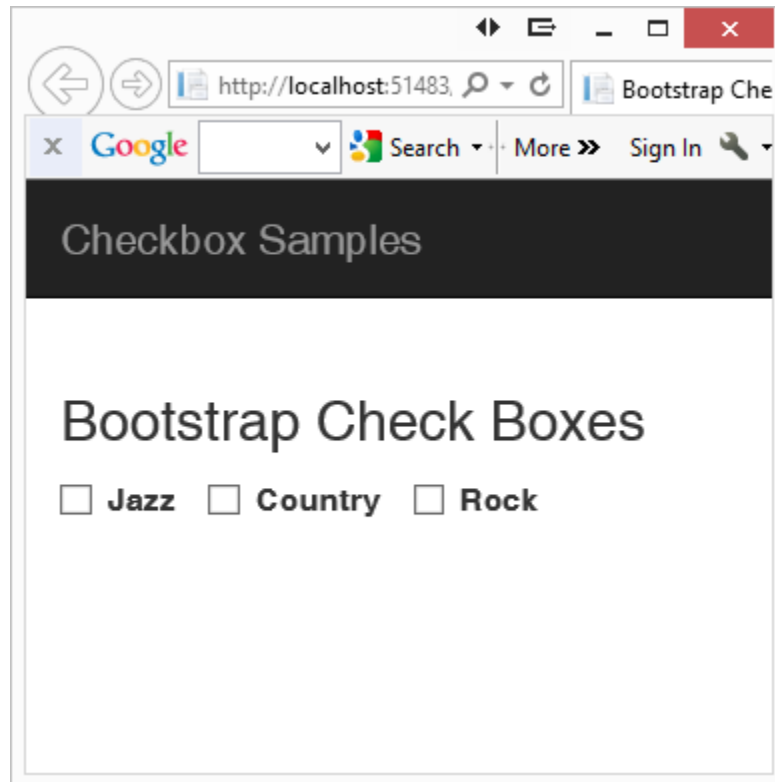 http://localhost:51483, Bootstrap Che
x Google Search More » Sign In
Checkbox Samples
Bootstrap Check Boxes
Jazz Country Rock